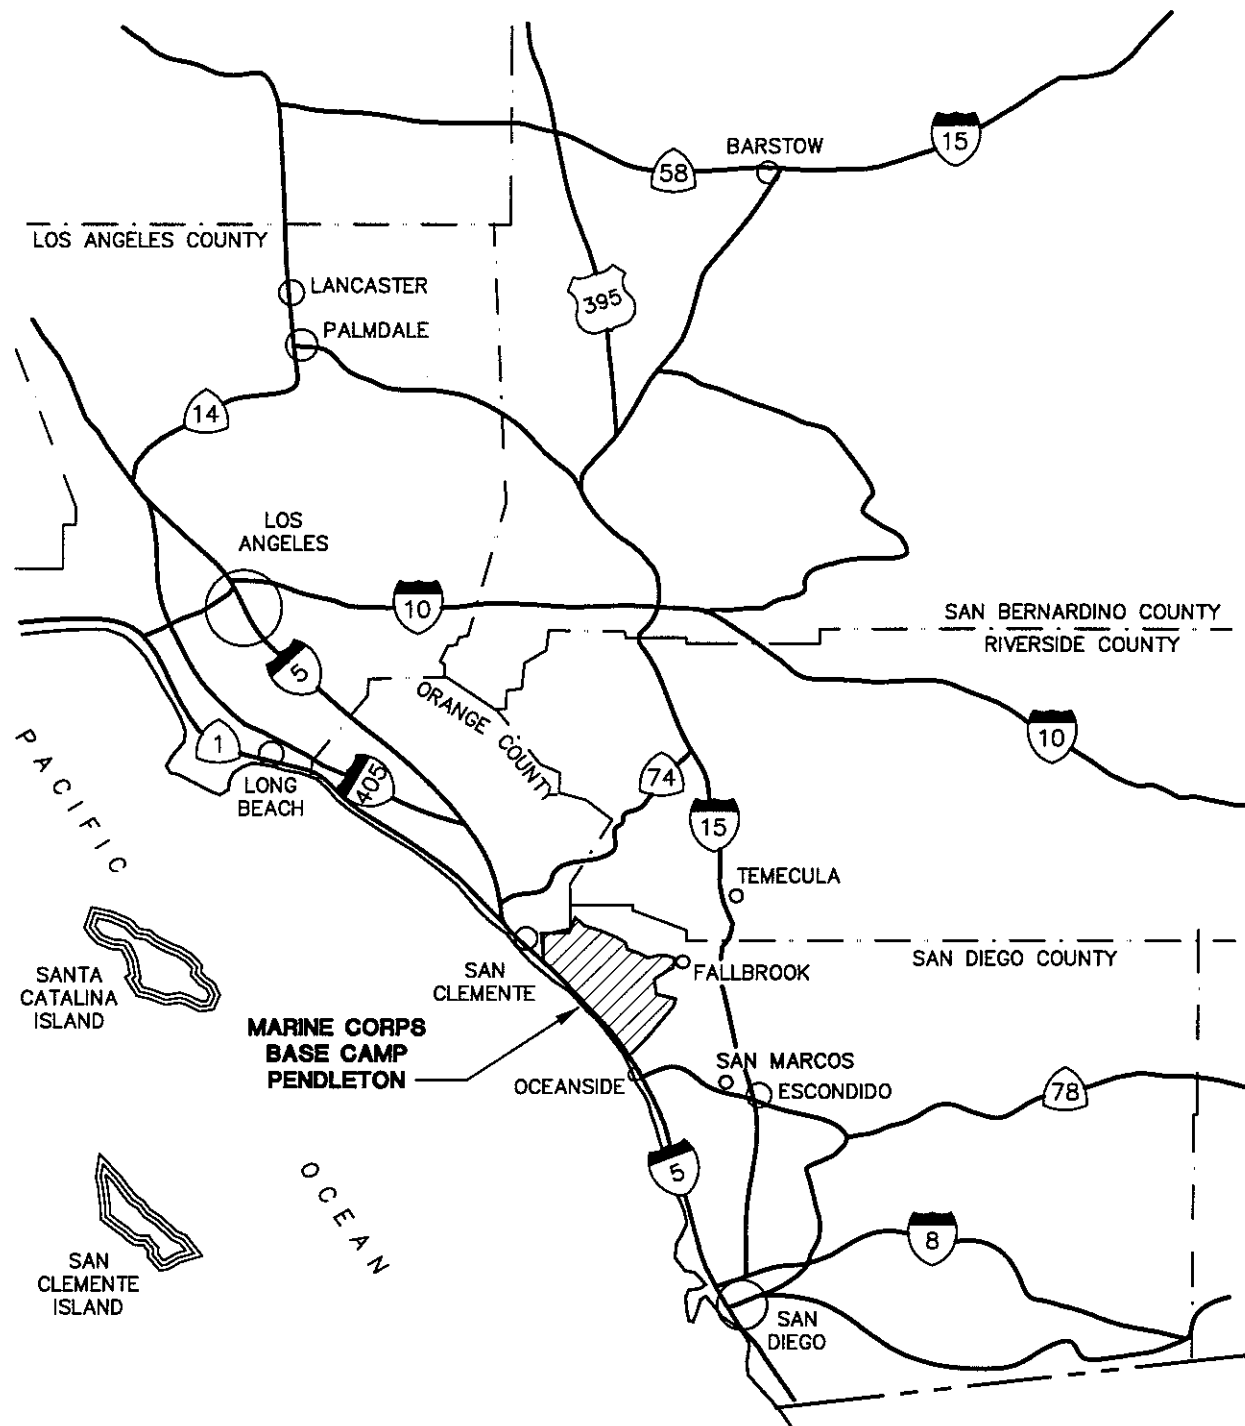 BARSTOW
15
58
LOS ANGELES COUNTY
LANCASTER
395
PALMDALE
14
LOS
ANGELES
10
SAN BERNARDINO COUNTY
RIVERSIDE COUNTY
5
ORANGE COUNTY
1
10
PACIFIC
LONG
BEACH
405
74
15
TEMECULA
SAN DIEGO COUNTY
FALLBROOK
SANTA
CATALINA
ISLAND
SAN
CLEMENTE
MARINE CORPS
BASE CAMP
PENDLETON
OCEANSIDE
SAN MARCOS
ESCONDIDO
78
OCEAN
5
8
SAN
CLEMENTE
ISLAND
SAN
DIEGO